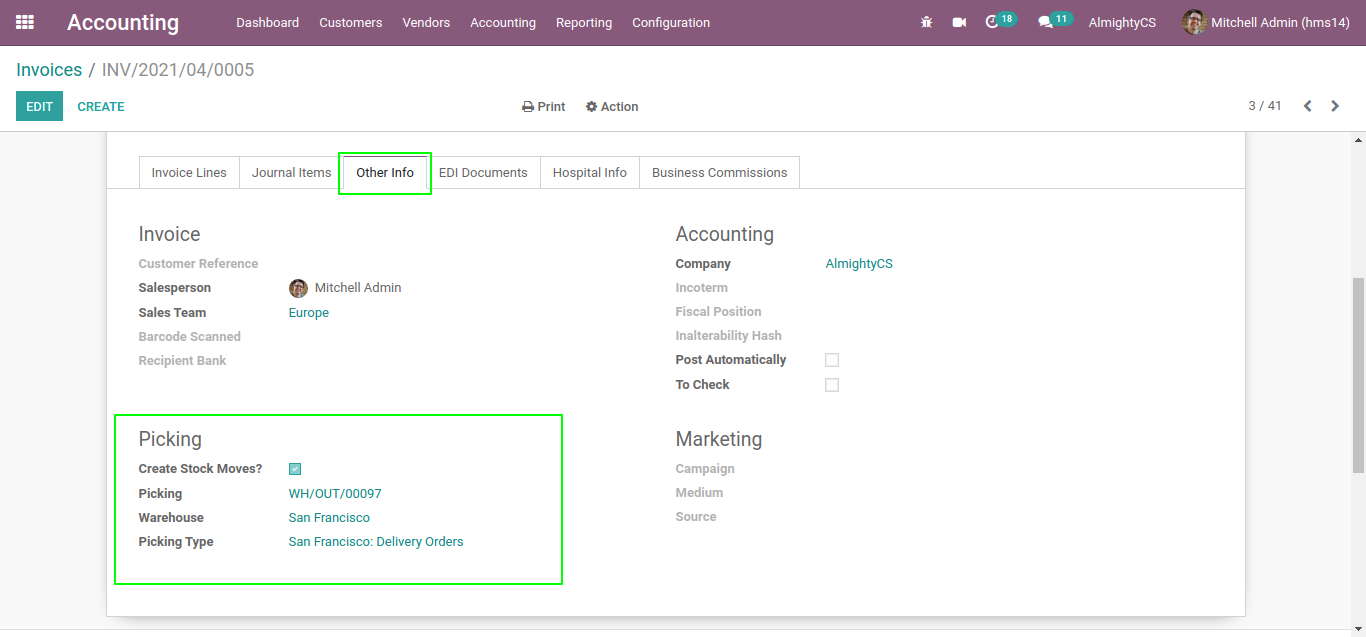 Accounting Dashboard Customers Vendors Accounting Reporting Configuration 18 11 AlmightyCS Mitchell Admin (hms14)
Invoices / INV/2021/04/0005
EDIT CREATE Print Action 3 / 41
Invoice Lines Journal Items Other Info EDI Documents Hospital Info Business Commissions
Invoice
Customer Reference
Salesperson Mitchell Admin
Sales Team Europe
Barcode Scanned
Recipient Bank
Accounting
Company AlmightyCS
Incoterm
Fiscal Position
Inalterability Hash
Post Automatically
To Check
Picking
Create Stock Moves?
Picking WH/OUT/00097
Warehouse San Francisco
Picking Type San Francisco: Delivery Orders
Marketing
Campaign
Medium
Source